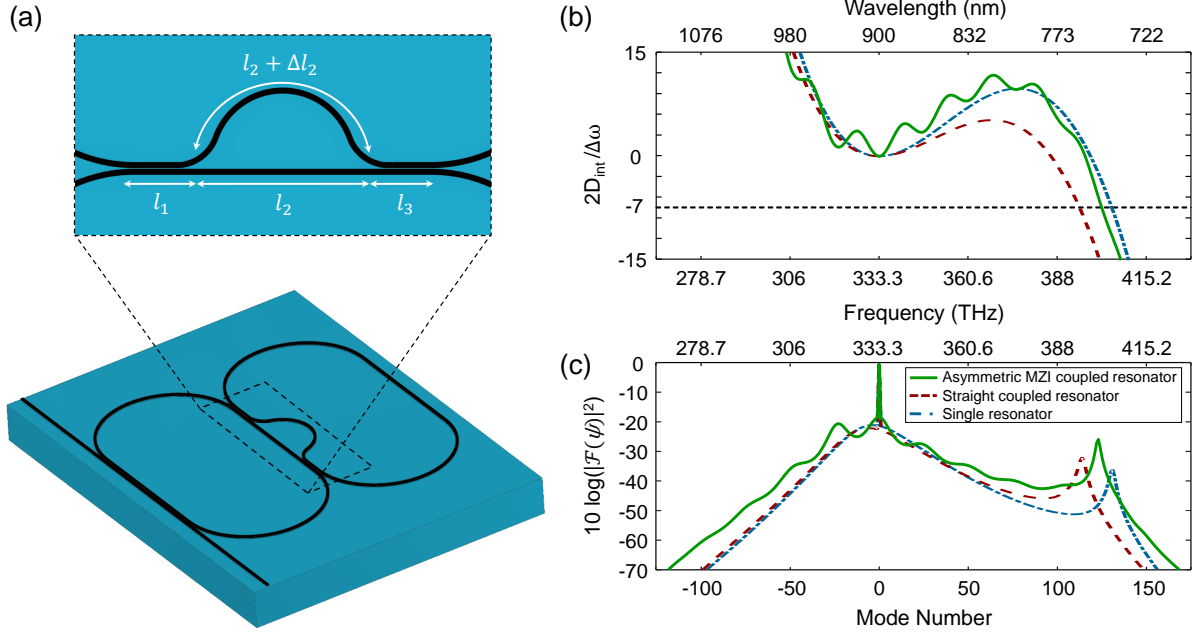 (a)
l₂ + Δl₂
l₁
l₂
l₃
(b)
Wavelength (nm)
1076 980 900 832 773 722
15
0
-7
-15
2D_int/Δω
278.7 306 333.3 360.6 388 415.2
Frequency (THz)
(c)
278.7 306 333.3 360.6 388 415.2
0
-10
-20
-30
-40
-50
-60
-70
10 log(|ℱ(ψ)|²)
Asymmetric MZI coupled resonator
Straight coupled resonator
Single resonator
-100 -50 0 50 100 150
Mode Number